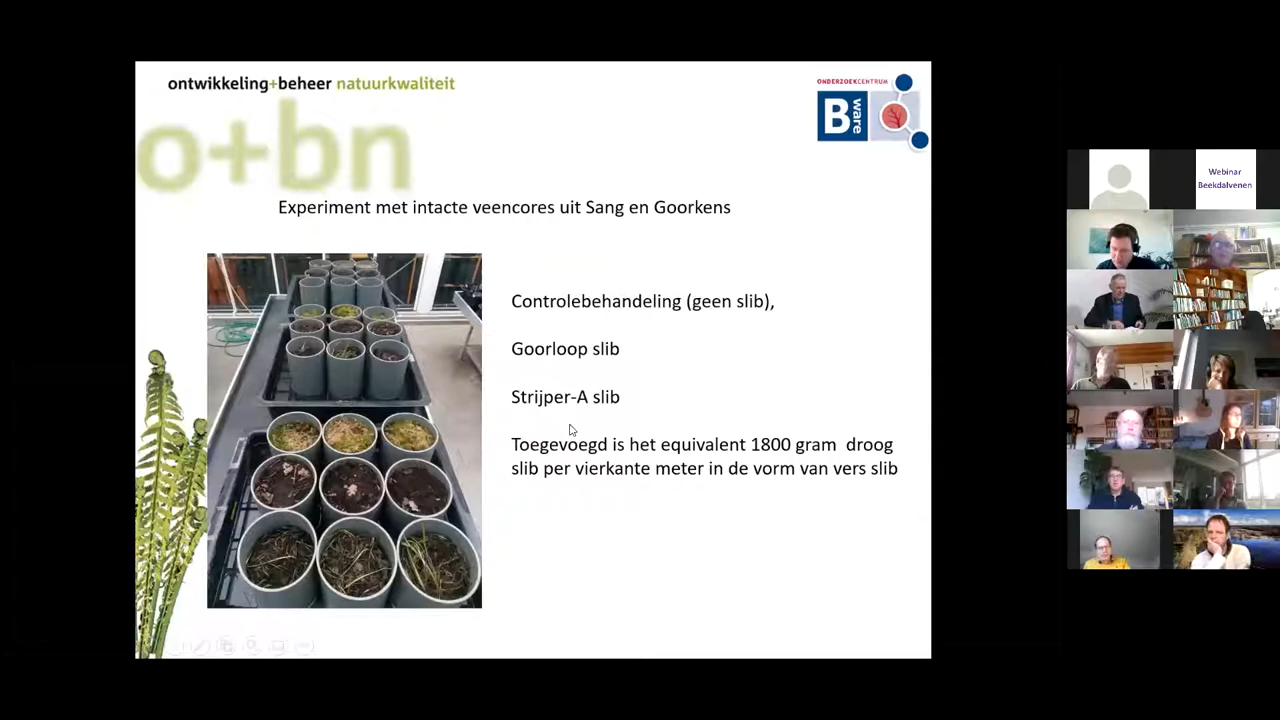 ontwikkeling+beheer natuurkwaliteit
o+bn
ONDERZOEKCENTRUM
B ware
Experiment met intacte veencores uit Sang en Goorkens
Controlebehandeling (geen slib),
Goorloop slib
Strijper-A slib
Toegevoegd is het equivalent 1800 gram droog
slib per vierkante meter in de vorm van vers slib
Webinar
Beekdalvenen